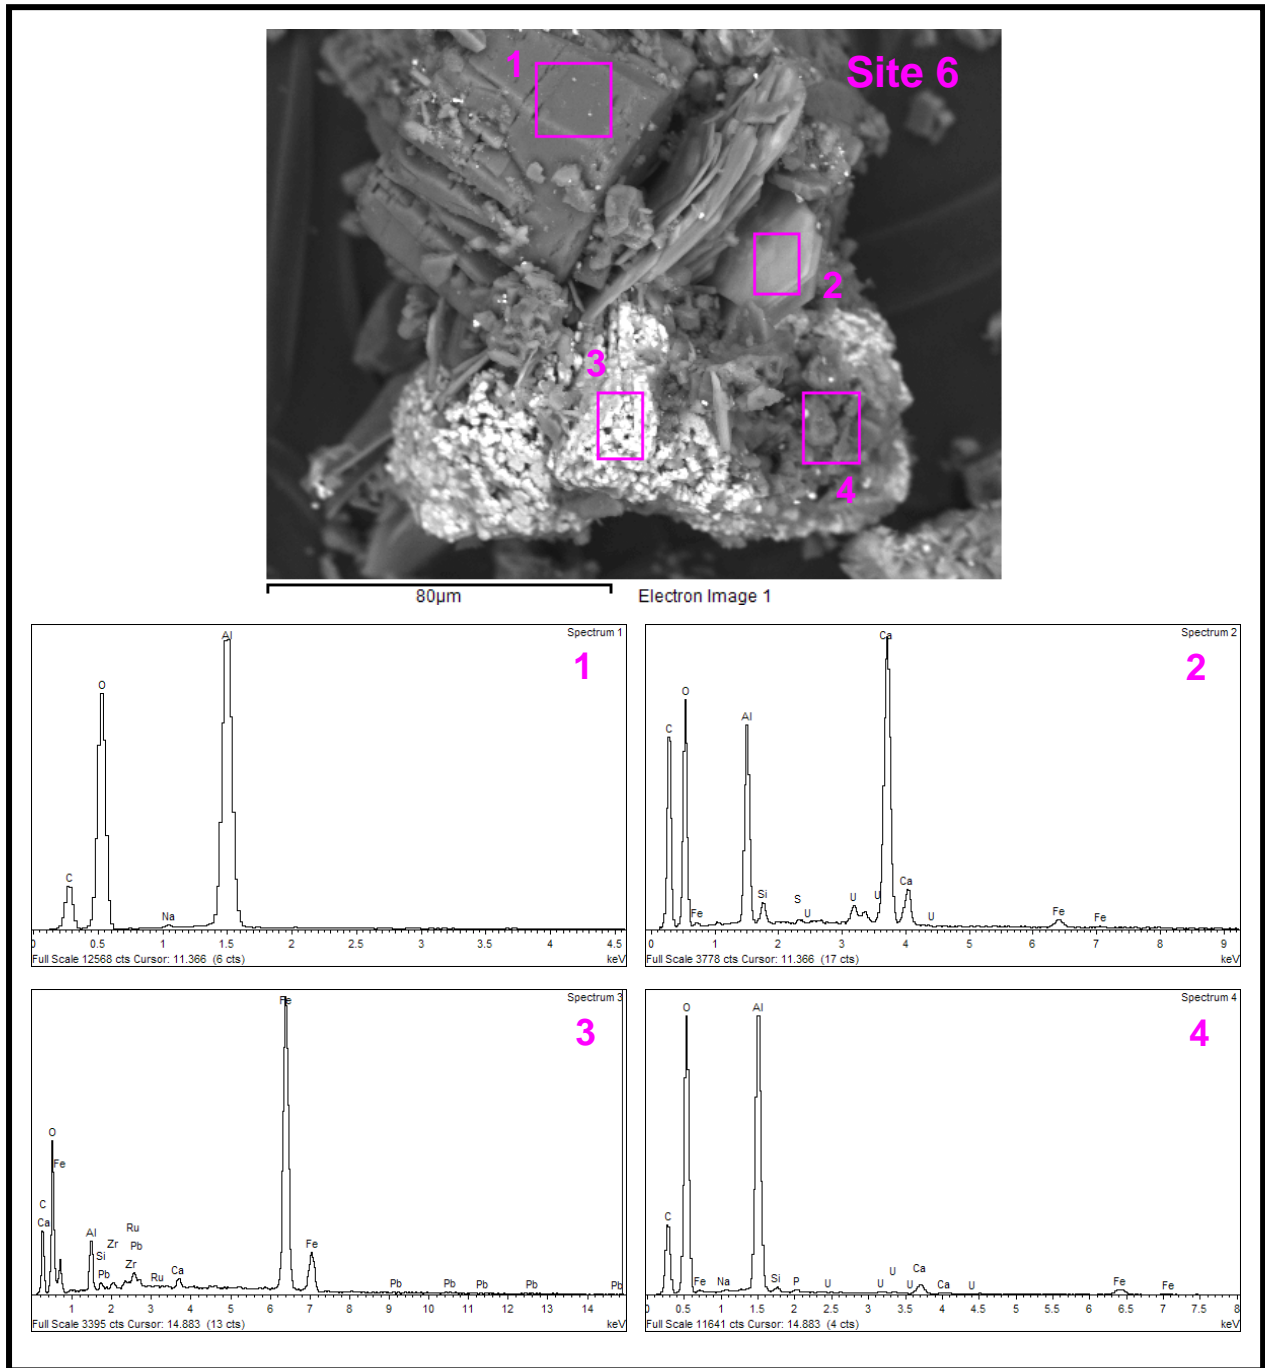 Site 6
1
2
3
4
80µm
Electron Image 1
Spectrum 1
1
Al
O
C
Na
0 0.5 1 1.5 2 2.5 3 3.5 4 4.5
Full Scale 12568 cts Cursor: 11.366 (6 cts)
keV
Spectrum 2
2
Ca
O
C
Al
Si
S
U
U
U
Ca
Fe
U
Fe
Fe
0 1 2 3 4 5 6 7 8 9
Full Scale 3778 cts Cursor: 11.366 (17 cts)
keV
Spectrum 3
3
Fe
O
Fe
C
Ca
Al
Si
Pb
Zr
Ru
Pb
Zr
Ru
Ca
Fe
Pb
Pb
Pb
Pb
Pb
1 2 3 4 5 6 7 8 9 10 11 12 13 14
Full Scale 3395 cts Cursor: 14.883 (13 cts)
keV
Spectrum 4
4
O
Al
C
Fe
Na
Si
P
U
U
U
U
Ca
Ca
U
Fe
Fe
0 0.5 1 1.5 2 2.5 3 3.5 4 4.5 5 5.5 6 6.5 7 7.5 8
Full Scale 11641 cts Cursor: 14.883 (4 cts)
keV